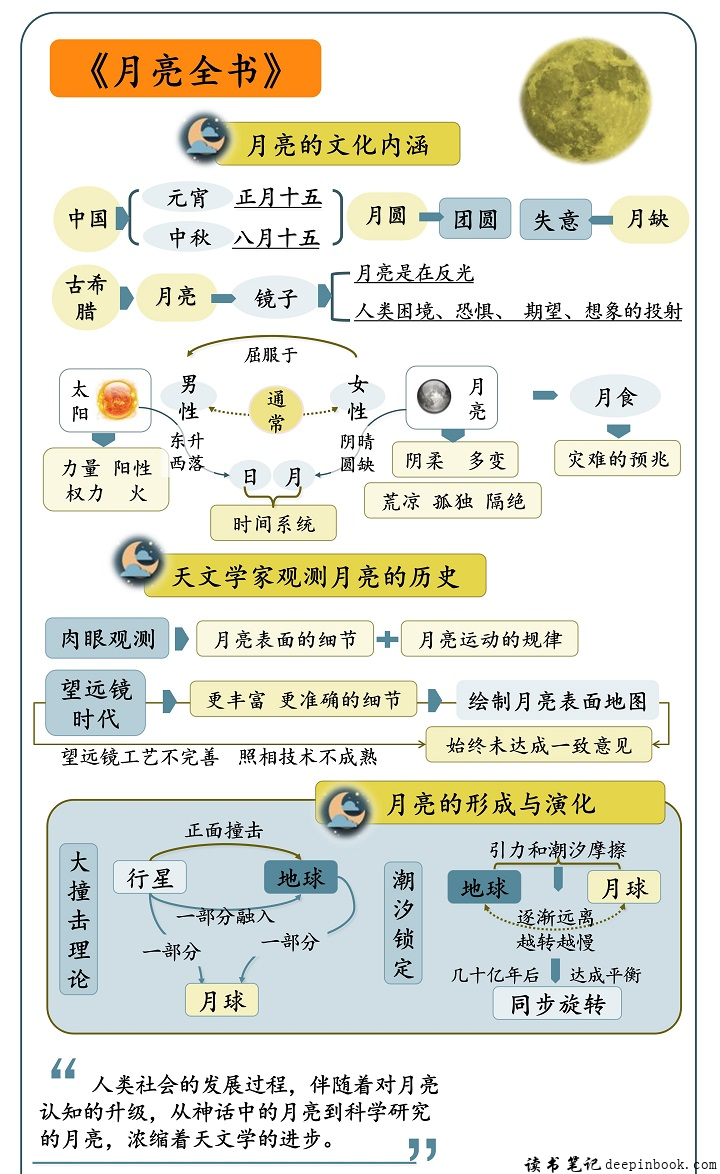 《月亮全书》
月亮的文化内涵
中国
元宵 正月十五
中秋 八月十五
月圆
团圆
失意
月缺
古希
腊
月亮
镜子
月亮是在反光
人类困境、恐惧、 期望、想象的投射
屈服于
太
阳
男
性
通
常
女
性
月
亮
月食
东升
西落
阴晴
圆缺
力量 阳性
权力 火
日 月
时间系统
阴柔 多变
荒凉 孤独 隔绝
灾难的预兆
天文学家观测月亮的历史
肉眼观测
月亮表面的细节
月亮运动的规律
望远镜
时代
更丰富 更准确的细节
绘制月亮表面地图
始终未达成一致意见
望远镜工艺不完善 照相技术不成熟
月亮的形成与演化
大
撞
击
理
论
正面撞击
行星
地球
一部分融入
一部分
一部分
月球
潮
汐
锁
定
引力和潮汐摩擦
地球
月球
逐渐远离
越转越慢
几十亿年后 达成平衡
同步旋转
“ 人类社会的发展过程，伴随着对月亮
认知的升级，从神话中的月亮到科学研究
的月亮，浓缩着天文学的进步。 ”
读书笔记deepinbook.com